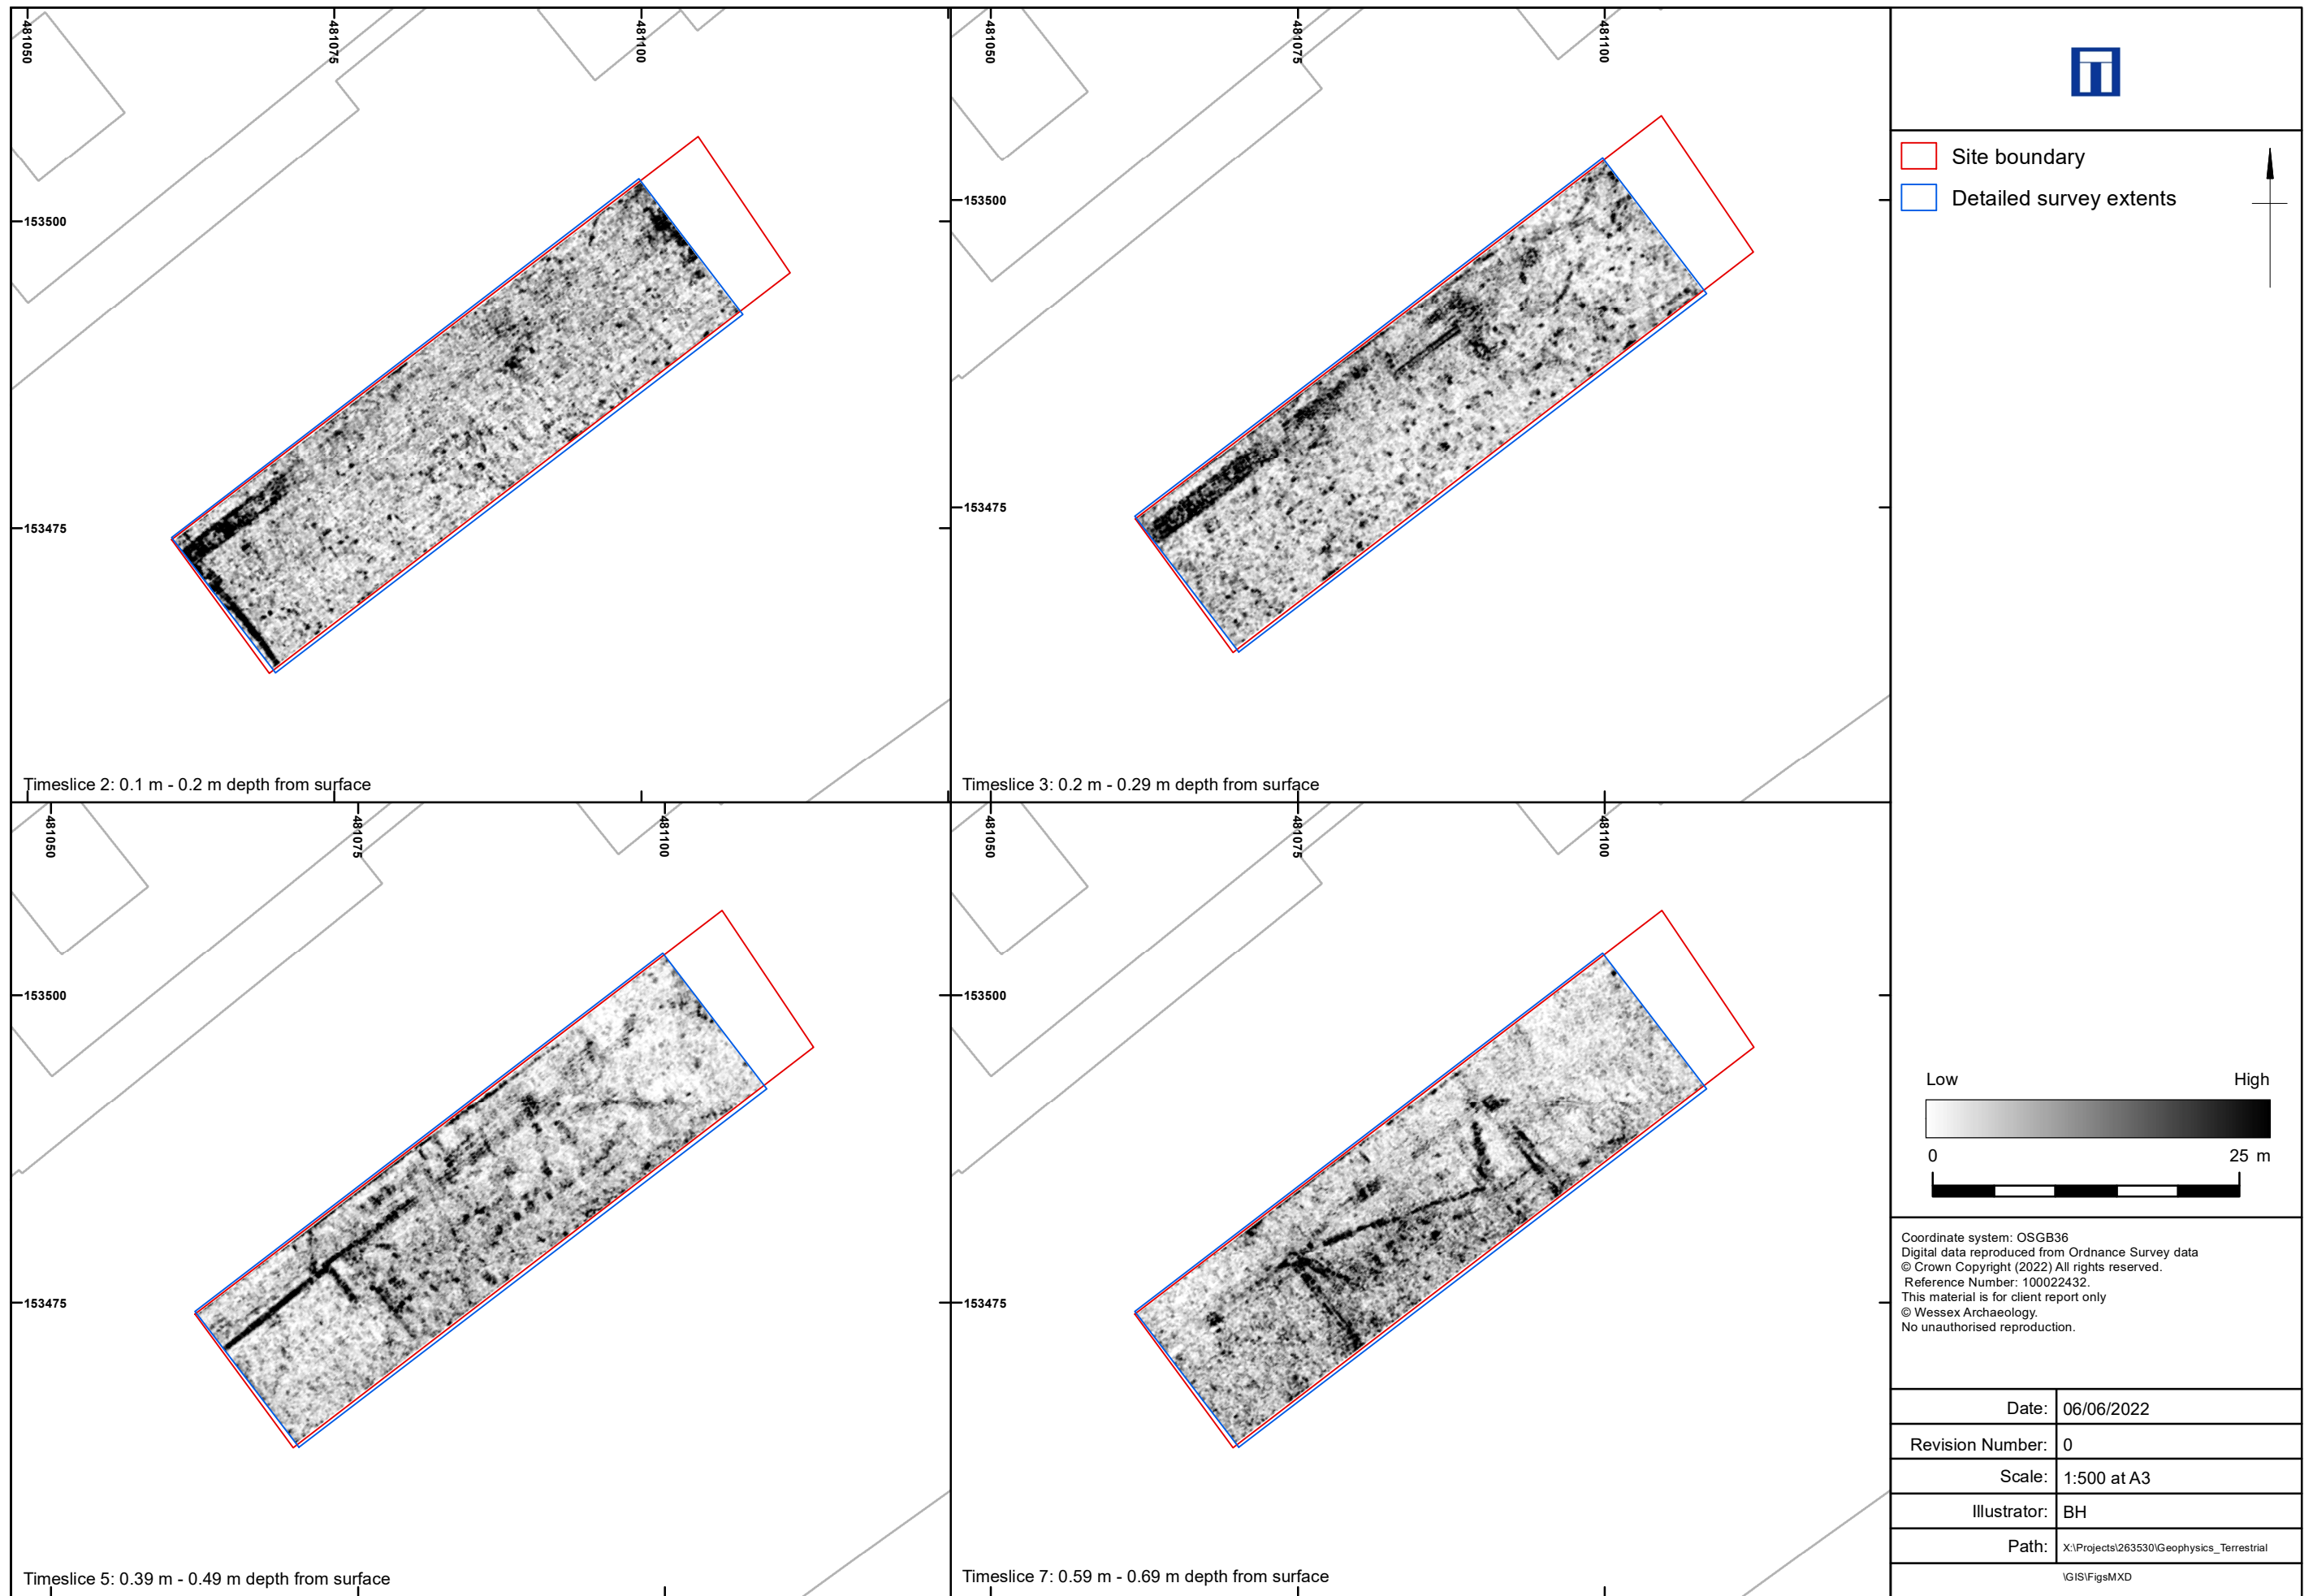 481050
481075
481100
153500
153475
Timeslice 2: 0.1 m - 0.2 m depth from surface
481050
481075
481100
153500
153475
Timeslice 3: 0.2 m - 0.29 m depth from surface
481050
481075
481100
153500
153475
Timeslice 5: 0.39 m - 0.49 m depth from surface
481050
481075
481100
153500
153475
Timeslice 7: 0.59 m - 0.69 m depth from surface
Site boundary
Detailed survey extents
Low High
0 25 m
Coordinate system: OSGB36
Digital data reproduced from Ordnance Survey data
© Crown Copyright (2022) All rights reserved.
Reference Number: 100022432.
This material is for client report only
© Wessex Archaeology.
No unauthorised reproduction.
Date: 06/06/2022
Revision Number: 0
Scale: 1:500 at A3
Illustrator: BH
Path: X:\Projects\263530\Geophysics_Terrestrial
\GIS\FigsMXD